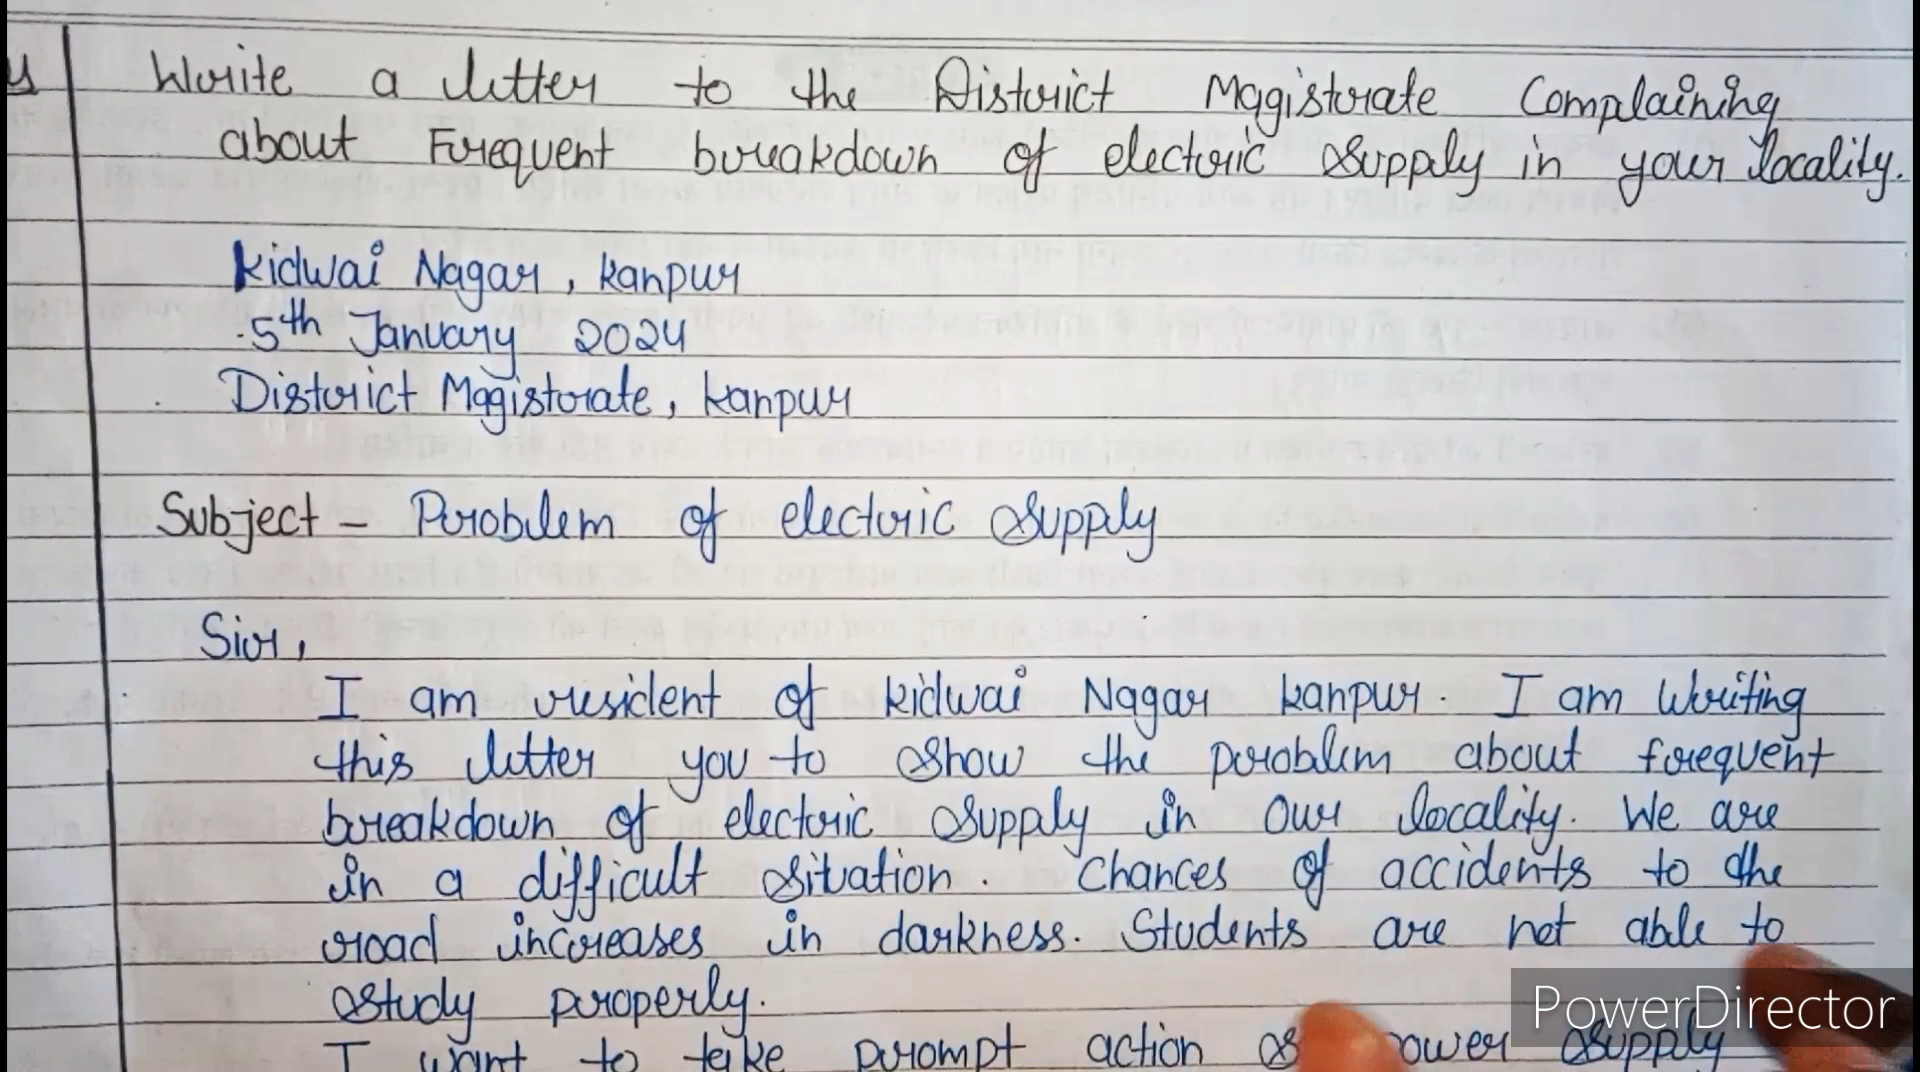 Write a letter to the District Magistrate Complaining
about Frequent breakdown of electric supply in your locality.
Kidwai Nagar, Kanpur
5th January 2024
District Magistrate, Kanpur
Subject - Problem of electric supply
Sir,
I am resident of Kidwai Nagar Kanpur. I am Writing
this letter you to show the problem about frequent
breakdown of electric supply in our locality. We are
in a difficult situation. Chances of accidents to the
road increases in darkness. Students are not able to
study properly.
I want to take prompt action power supply
PowerDirector